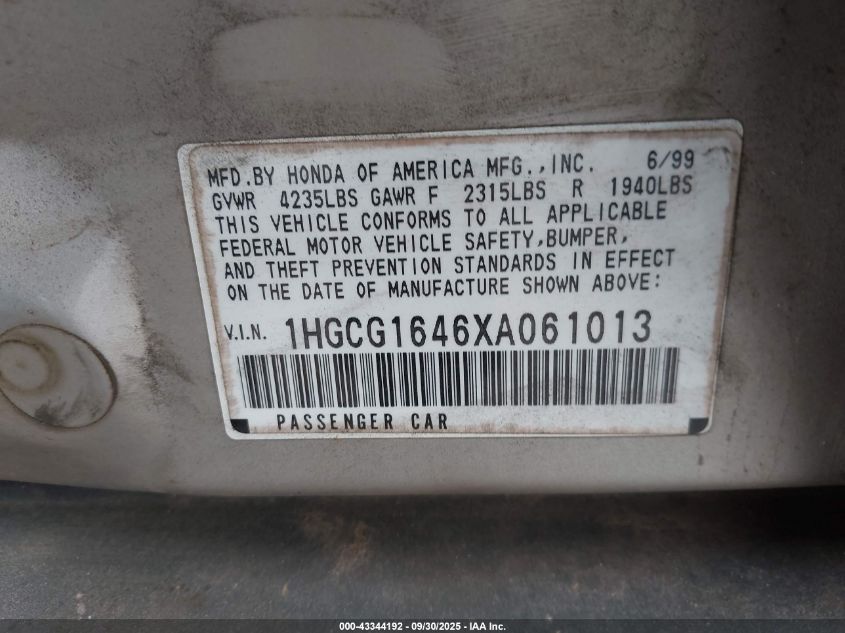 MFD.BY HONDA OF AMERICA MFG.,INC. 6/99
GVWR 4235LBS GAWR F 2315LBS R 1940LBS
THIS VEHICLE CONFORMS TO ALL APPLICABLE
FEDERAL MOTOR VEHICLE SAFETY,BUMPER,
AND THEFT PREVENTION STANDARDS IN EFFECT
ON THE DATE OF MANUFACTURE SHOWN ABOVE:
V.I.N. 1HGCG1646XA061013
PASSENGER CAR
000-43344192 - 09/30/2025 - IAA Inc.